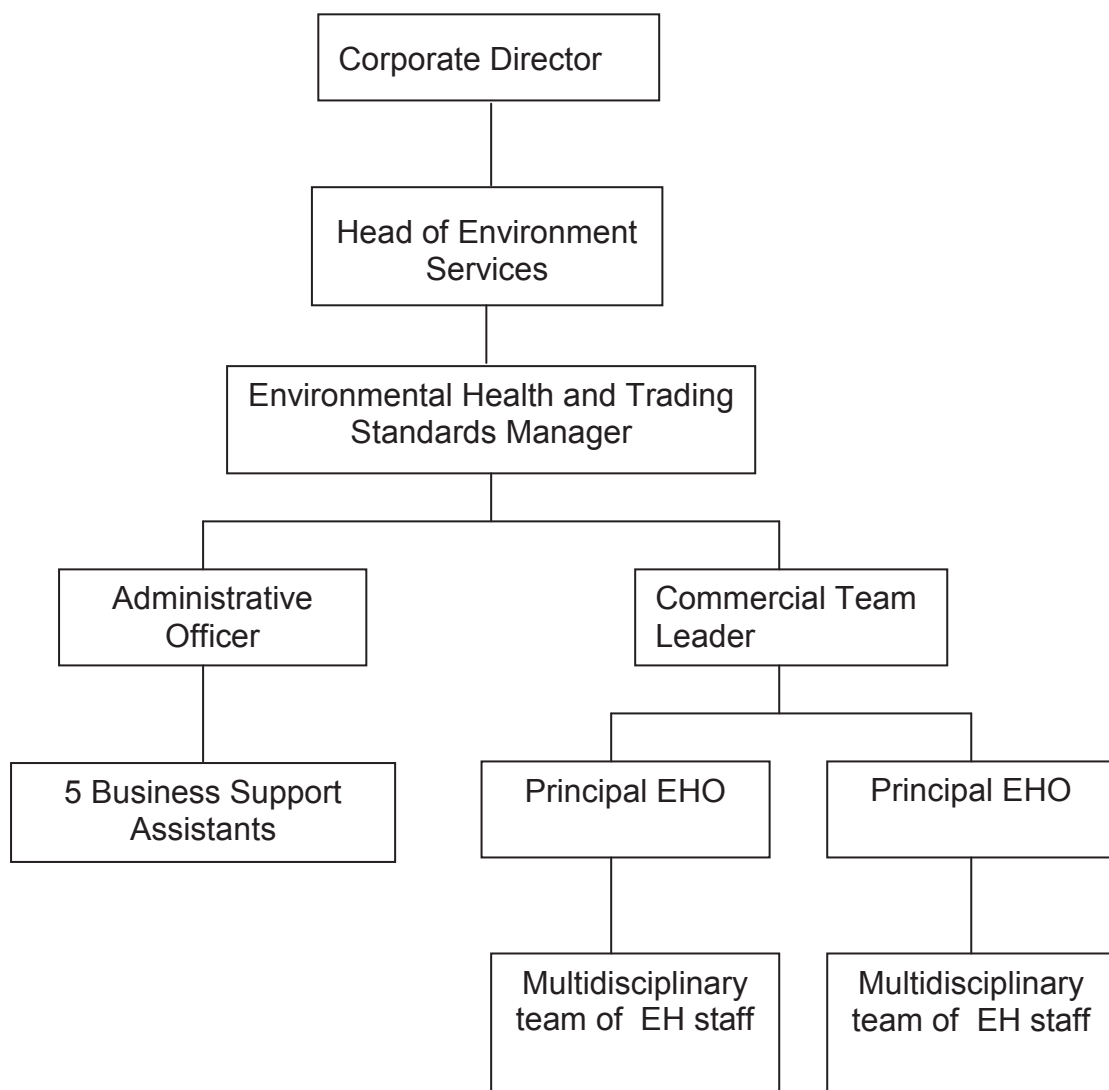 Corporate Director
Head of Environment
Services
Environmental Health and Trading
Standards Manager
Administrative
Officer
Commercial Team
Leader
5 Business Support
Assistants
Principal EHO
Principal EHO
Multidisciplinary
team of EH staff
Multidisciplinary
team of EH staff